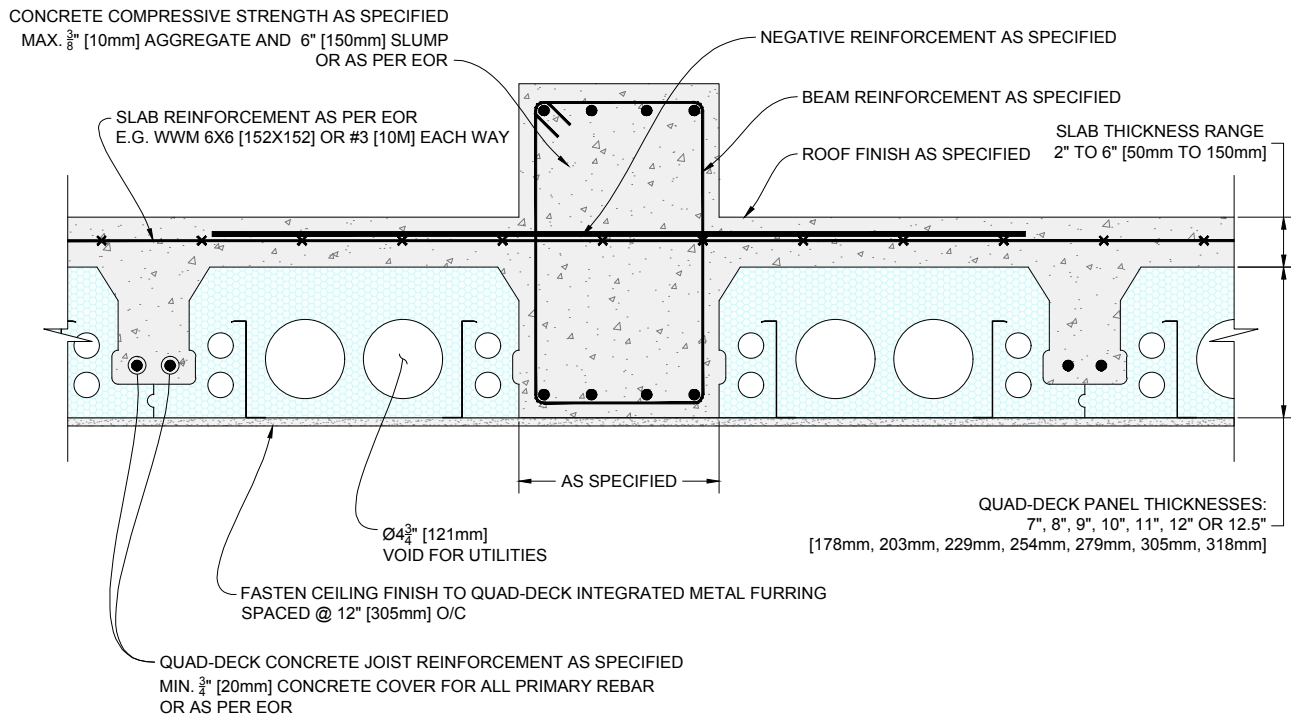 CONCRETE COMPRESSIVE STRENGTH AS SPECIFIED
MAX. 3/8" [10mm] AGGREGATE AND 6" [150mm] SLUMP
OR AS PER EOR
NEGATIVE REINFORCEMENT AS SPECIFIED
BEAM REINFORCEMENT AS SPECIFIED
SLAB REINFORCEMENT AS PER EOR
E.G. WWM 6X6 [152X152] OR #3 [10M] EACH WAY
SLAB THICKNESS RANGE
2" TO 6" [50mm TO 150mm]
ROOF FINISH AS SPECIFIED
AS SPECIFIED
QUAD-DECK PANEL THICKNESSES:
7", 8", 9", 10", 11", 12" OR 12.5"
[178mm, 203mm, 229mm, 254mm, 279mm, 305mm, 318mm]
Ø4 3/4" [121mm]
VOID FOR UTILITIES
FASTEN CEILING FINISH TO QUAD-DECK INTEGRATED METAL FURRING
SPACED @ 12" [305mm] O/C
QUAD-DECK CONCRETE JOIST REINFORCEMENT AS SPECIFIED
MIN. 3/4" [20mm] CONCRETE COVER FOR ALL PRIMARY REBAR
OR AS PER EOR